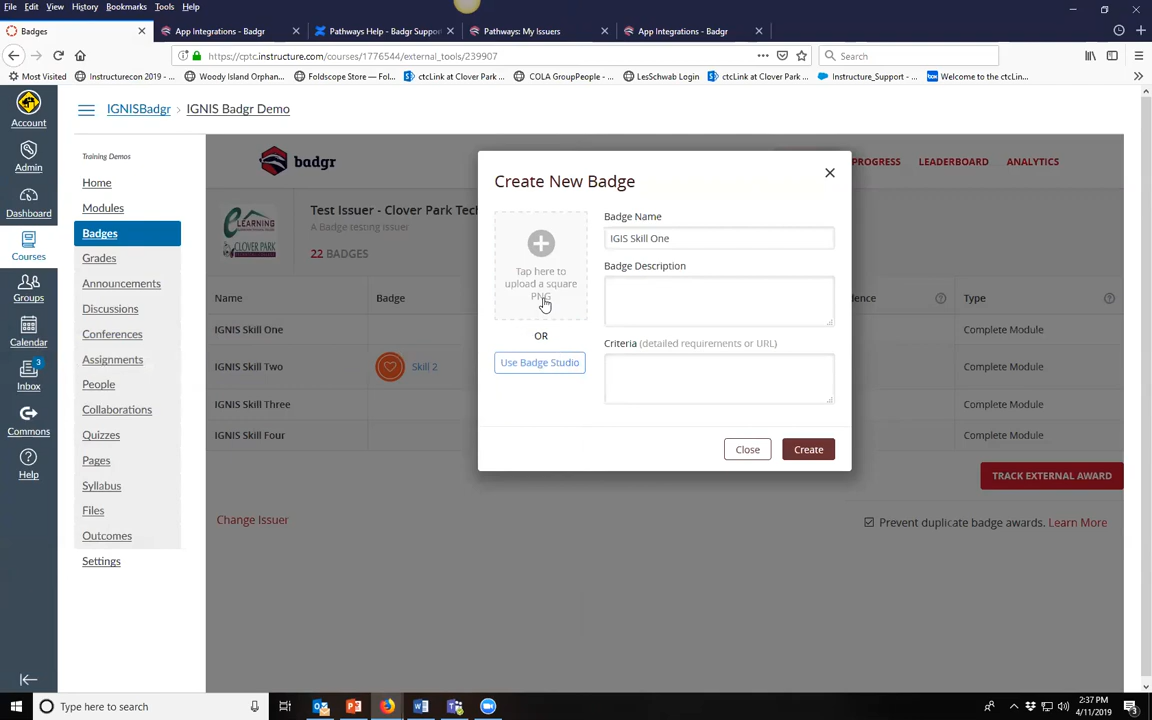 File Edit View History Bookmarks Tools Help
Badges
App Integrations - Badgr
Pathways Help - Badgr Support
Pathways: My Issuers
App Integrations - Badgr
https://cptc.instructure.com/courses/1776544/external_tools/239907
Search
Most Visited
Instructurecon 2019 - ...
Woody Island Orphan...
Foldscope Store — Fol...
ctcLink at Clover Park ...
COLA GroupPeople - ...
LesSchwab Login
ctcLink at Clover Park ...
Instructure_Support - ...
Welcome to the ctcLin...
Account
Admin
Dashboard
Courses
Groups
Calendar
3
Inbox
Commons
Help
IGNISBadgr › IGNIS Badgr Demo
Training Demos
Home
Modules
Badges
Grades
Announcements
Discussions
Conferences
Assignments
People
Collaborations
Quizzes
Pages
Syllabus
Files
Outcomes
Settings
badgr
PROGRESS LEADERBOARD ANALYTICS
eLEARNING
CLOVER PARK
Test Issuer - Clover Park Tech
A Badge testing issuer
22 BADGES
Name Badge Type
IGNIS Skill One Complete Module
IGNIS Skill Two Skill 2 Complete Module
IGNIS Skill Three Complete Module
IGNIS Skill Four Complete Module
TRACK EXTERNAL AWARD
Change Issuer
Prevent duplicate badge awards. Learn More
Create New Badge
Tap here to
upload a square
PNG
OR
Use Badge Studio
Badge Name
IGIS Skill One
Badge Description
Criteria (detailed requirements or URL)
Close
Create
Type here to search
2:37 PM
4/11/2019
3